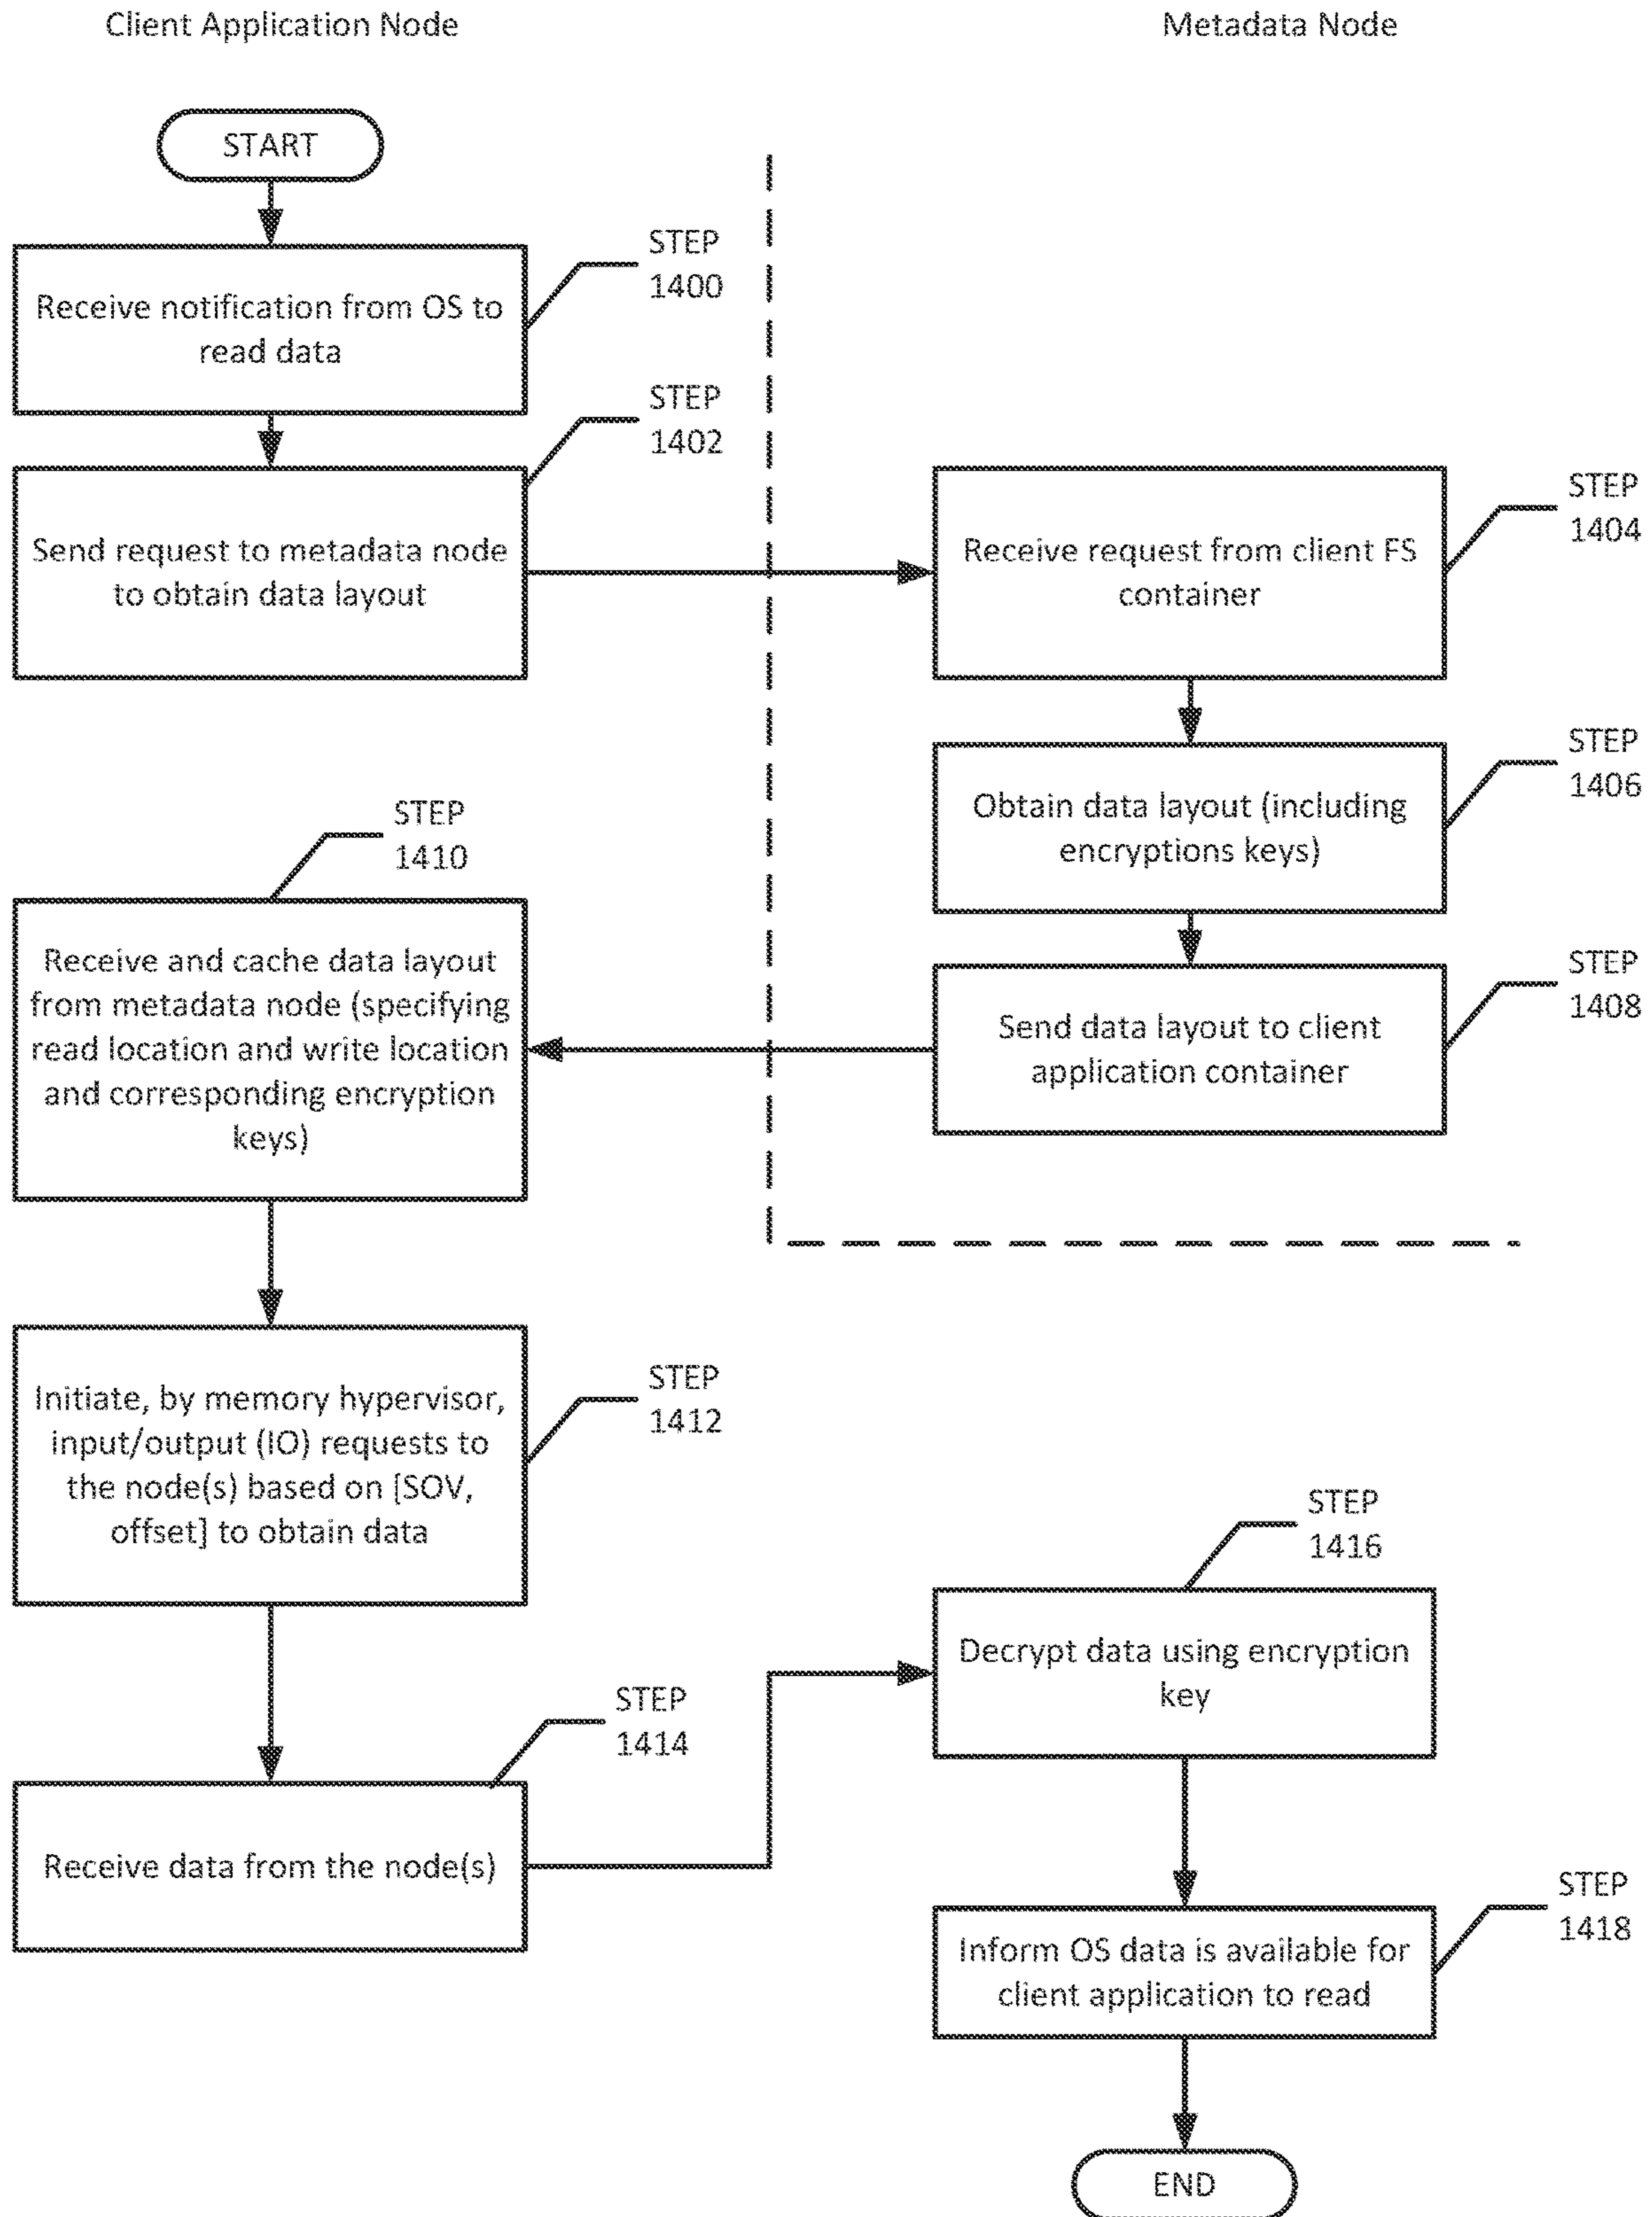 Client Application Node
Metadata Node
START
STEP
1400
Receive notification from OS to
read data
STEP
1402
Send request to metadata node
to obtain data layout
STEP
1404
Receive request from client FS
container
STEP
1406
Obtain data layout (including
encryptions keys)
STEP
1408
Send data layout to client
application container
STEP
1410
Receive and cache data layout
from metadata node (specifying
read location and write location
and corresponding encryption
keys)
STEP
1412
Initiate, by memory hypervisor,
input/output (IO) requests to
the node(s) based on [SOV,
offset] to obtain data
STEP
1414
Receive data from the node(s)
STEP
1416
Decrypt data using encryption
key
STEP
1418
Inform OS data is available for
client application to read
END